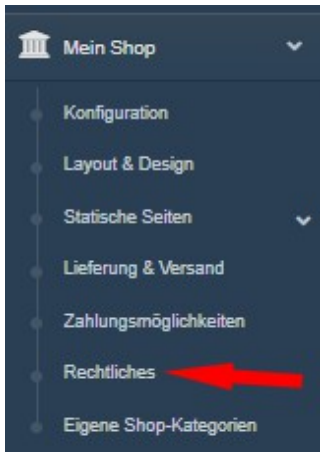 Mein Shop
Konfiguration
Layout & Design
Statische Seiten
Lieferung & Versand
Zahlungsmöglichkeiten
Rechtliches
Eigene Shop-Kategorien